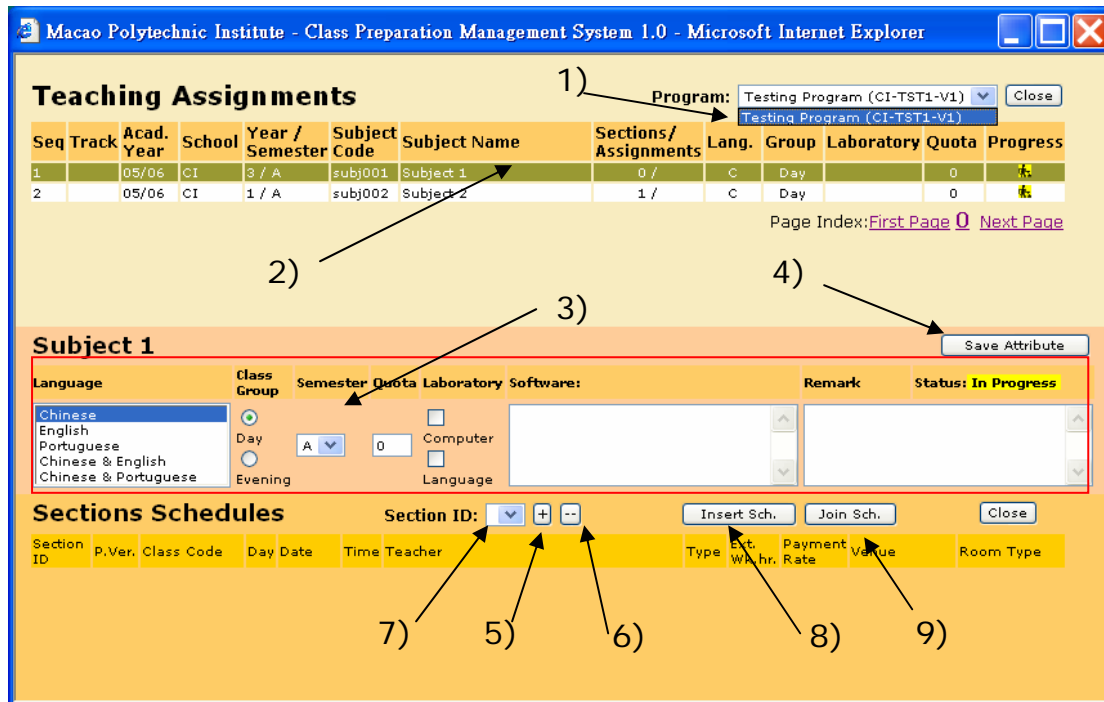 Macao Polytechnic Institute - Class Preparation Management System 1.0 - Microsoft Internet Explorer
1)
Teaching Assignments
Program: Testing Program (CI-TST1-V1) Close
Testing Program (CI-TST1-V1)
Seq Track Acad. Year School Year / Semester Subject Code Subject Name Sections/ Assignments Lang. Group Laboratory Quota Progress
1 05/06 CI 3 / A subj001 Subject 1 0 / C Day 0
2 05/06 CI 1 / A subj002 Subject 2 1 / C Day 0
Page Index:First Page 0 Next Page
2)
4)
3)
Subject 1 Save Attribute
Language Class Group Semester Quota Laboratory Software: Remark Status: In Progress
Chinese
English
Portuguese
Chinese & English
Chinese & Portuguese
Day
Evening
A
0
Computer
Language
Sections Schedules Section ID: + -- Insert Sch. Join Sch. Close
Section ID P.Ver. Class Code Day Date Time Teacher Type Ext. Wk.hr. Payment Rate Venue Room Type
7) 5) 6) 8) 9)